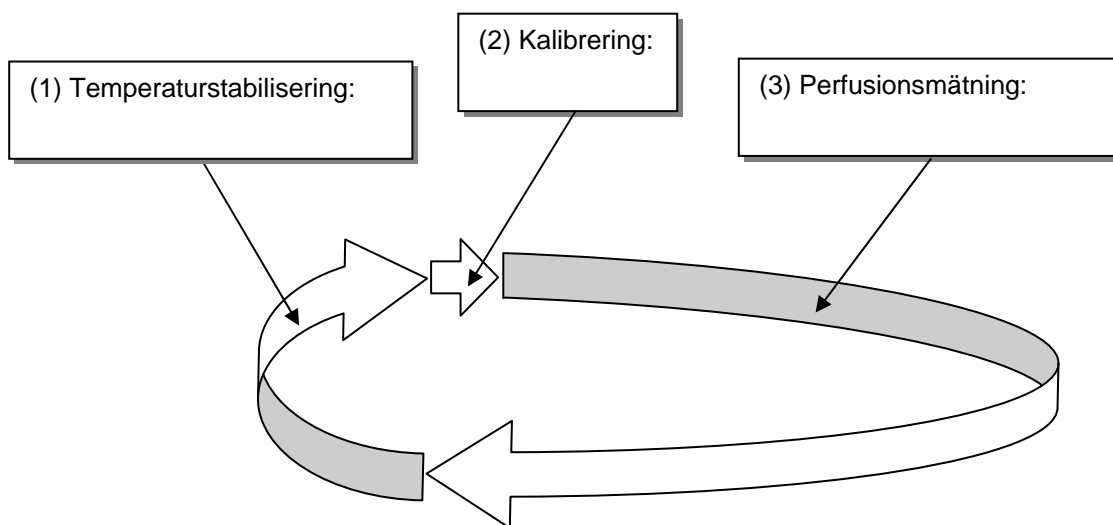 (1) Temperaturstabilisering:
(2) Kalibrering:
(3) Perfusionsmätning: